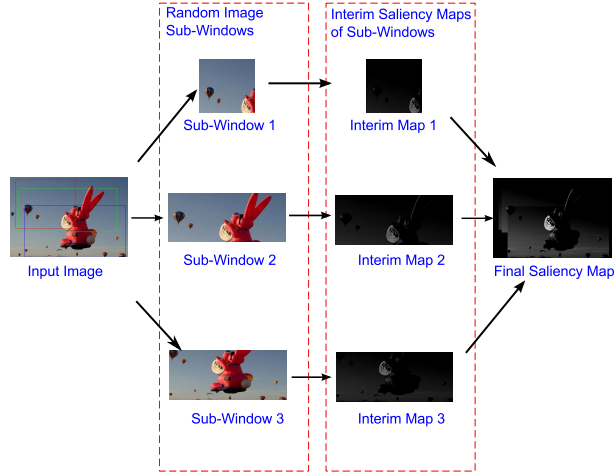 Random Image
Sub-Windows
Interim Saliency Maps
of Sub-Windows
Sub-Window 1
Interim Map 1
Input Image
Sub-Window 2
Interim Map 2
Final Saliency Map
Sub-Window 3
Interim Map 3